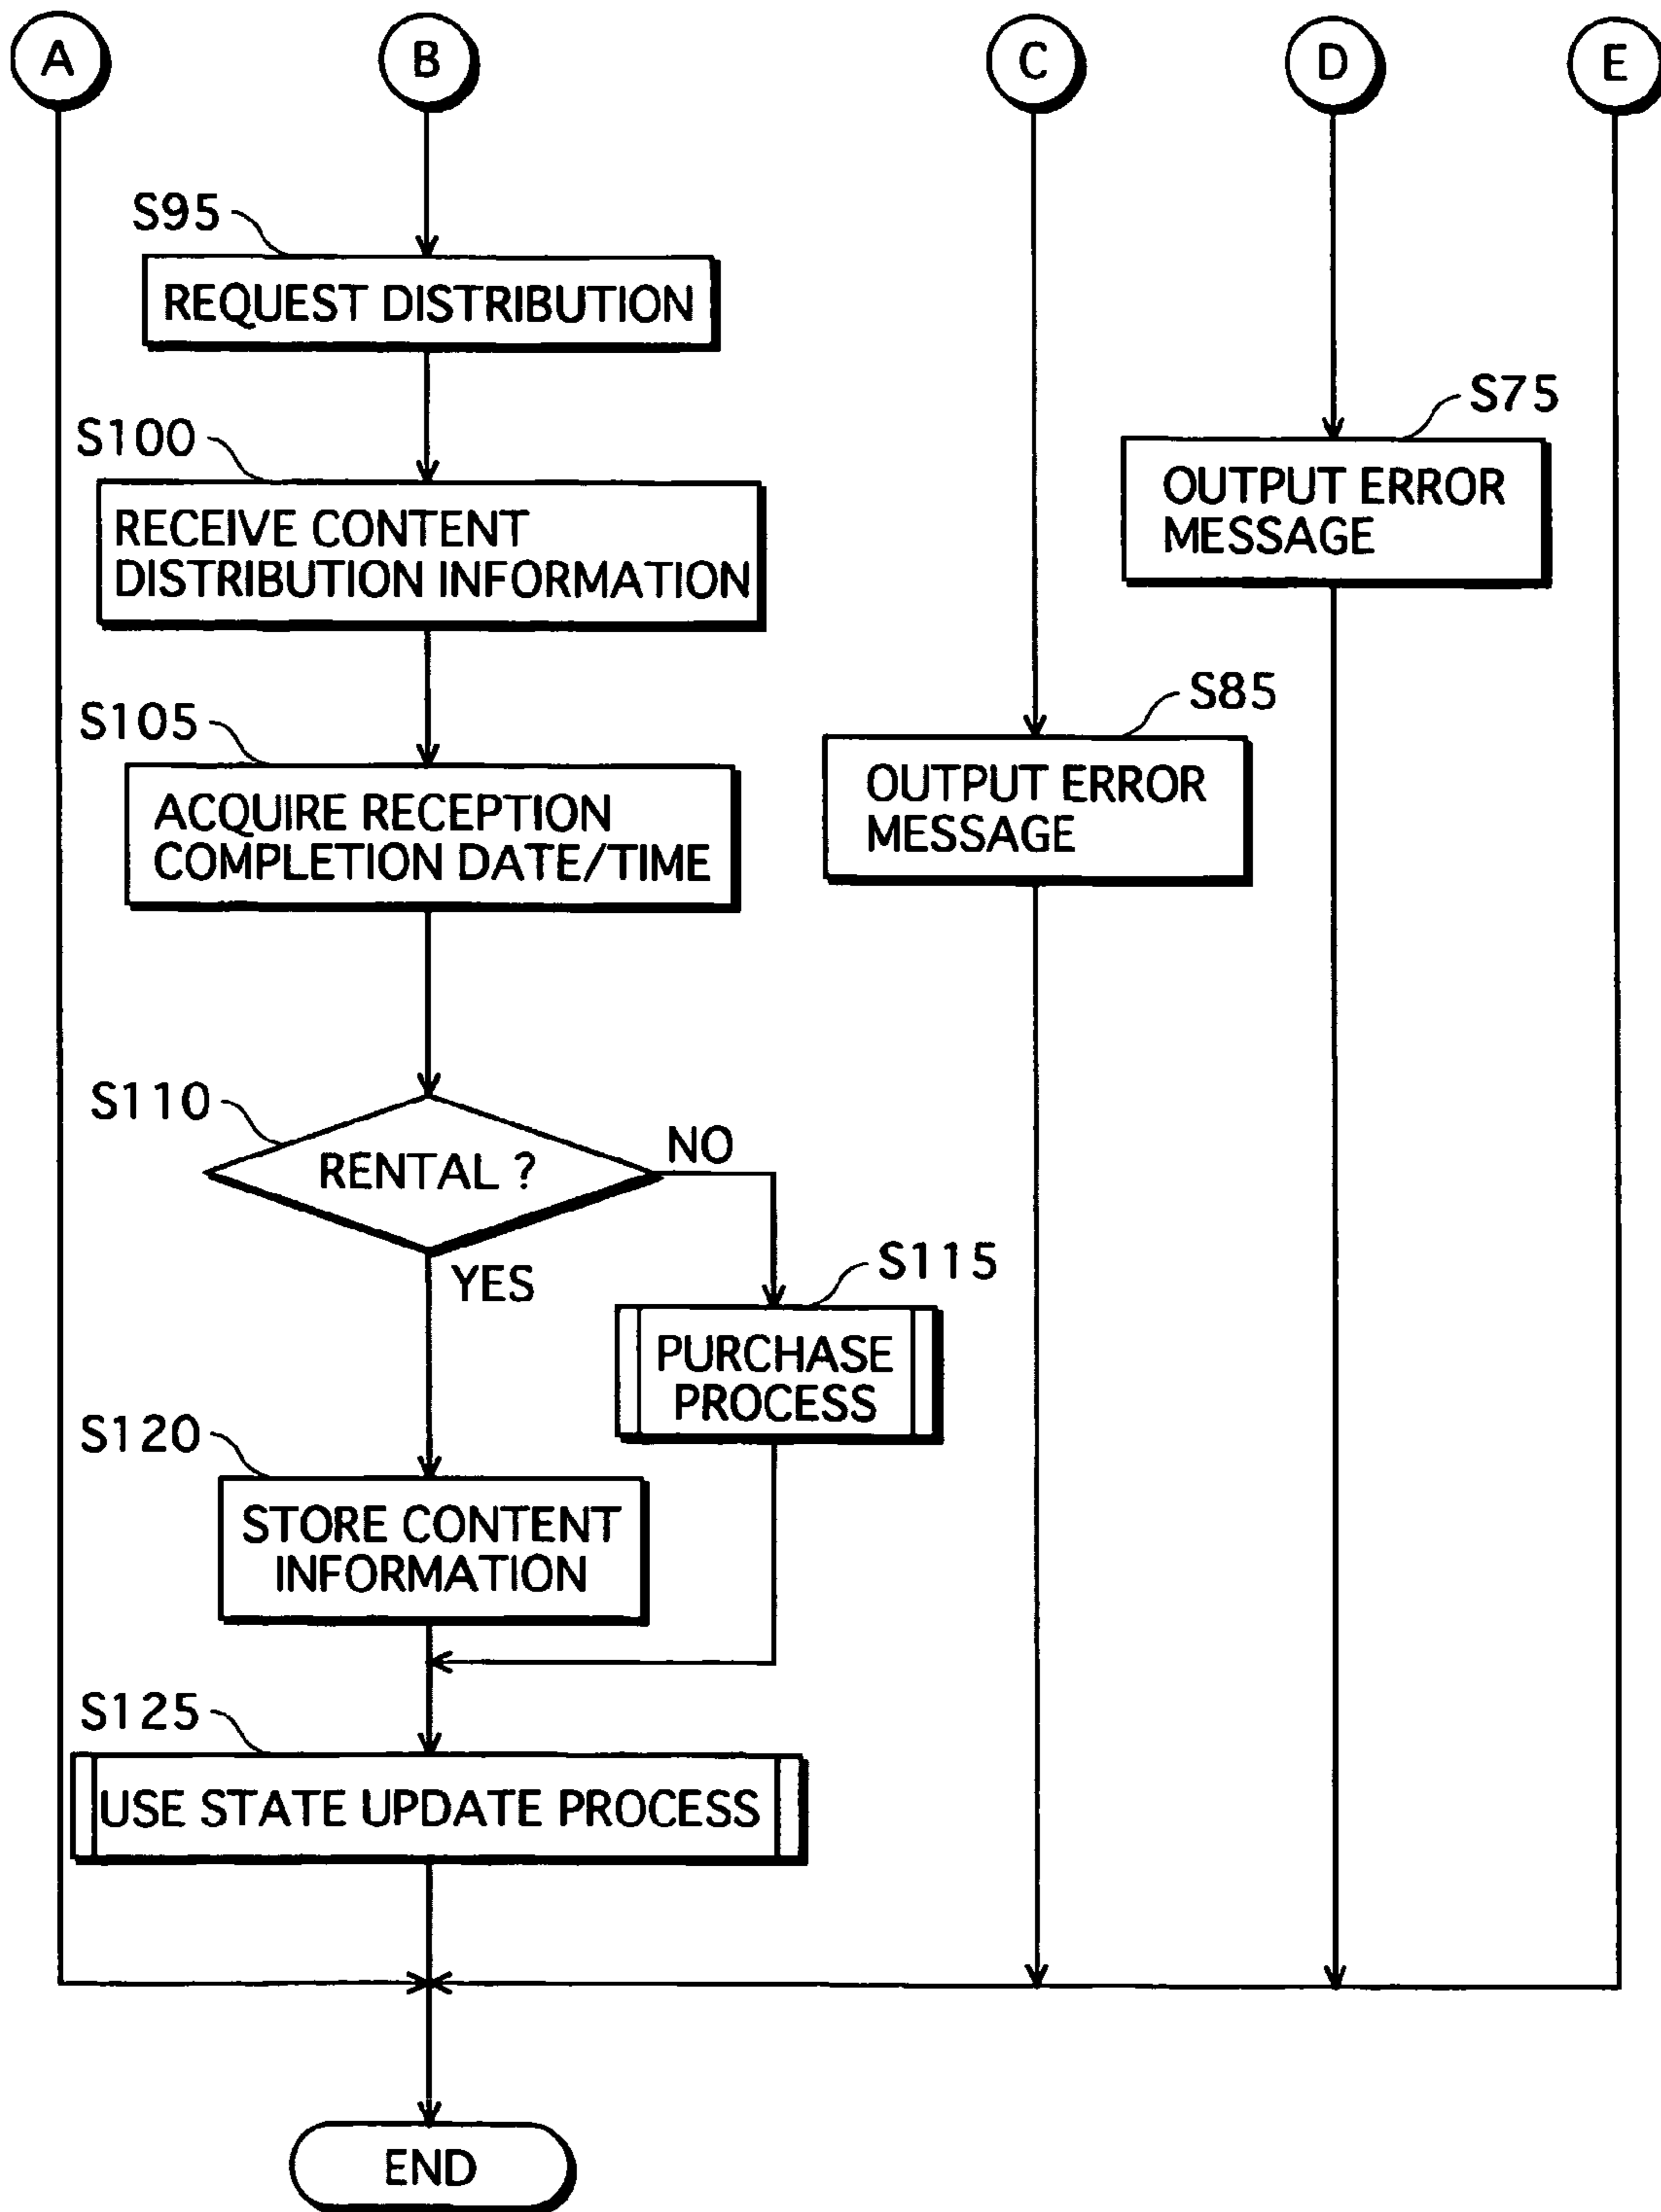 A
B
C
D
E
S95
REQUEST DISTRIBUTION
S100
RECEIVE CONTENT
DISTRIBUTION INFORMATION
S75
OUTPUT ERROR
MESSAGE
S105
ACQUIRE RECEPTION
COMPLETION DATE/TIME
S85
OUTPUT ERROR
MESSAGE
S110
RENTAL ?
NO
YES
S115
PURCHASE
PROCESS
S120
STORE CONTENT
INFORMATION
S125
USE STATE UPDATE PROCESS
END